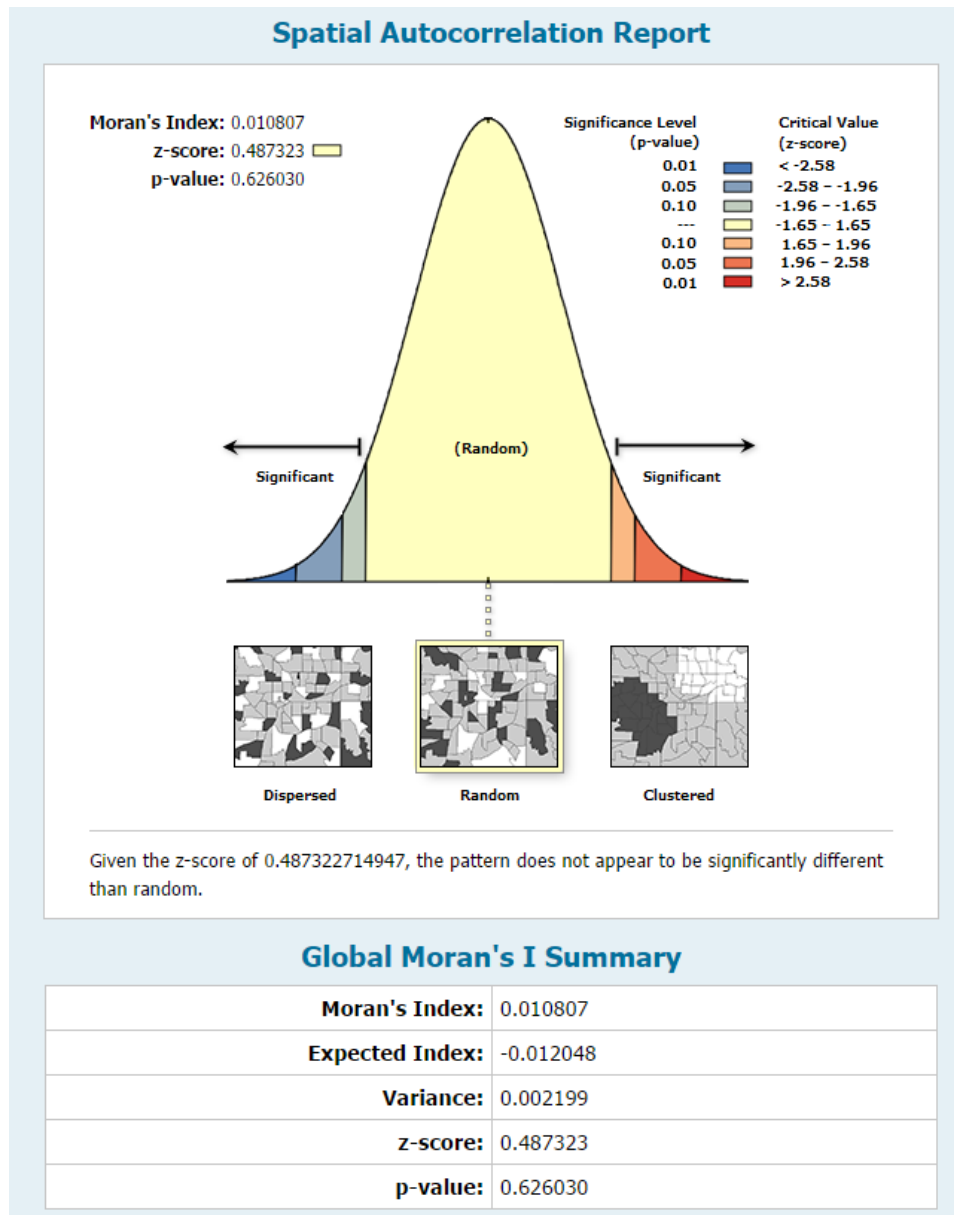 Spatial Autocorrelation Report
Moran's Index: 0.010807
z-score: 0.487323
p-value: 0.626030
Significance Level (p-value) Critical Value (z-score)
0.01 < -2.58
0.05 -2.58 – -1.96
0.10 -1.96 – -1.65
--- -1.65 – 1.65
0.10 1.65 – 1.96
0.05 1.96 – 2.58
0.01 > 2.58
(Random)
Significant Significant
Dispersed Random Clustered
Given the z-score of 0.487322714947, the pattern does not appear to be significantly different
than random.
Global Moran's I Summary
Moran's Index: 0.010807
Expected Index: -0.012048
Variance: 0.002199
z-score: 0.487323
p-value: 0.626030